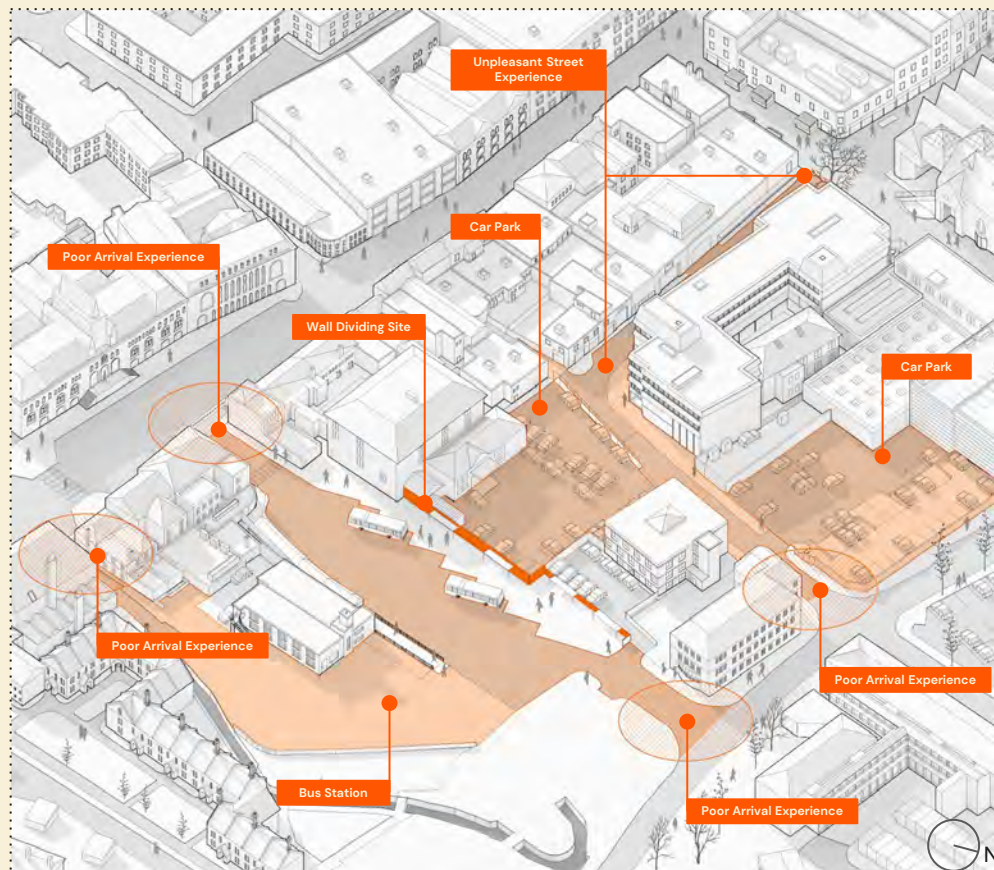 Unpleasant Street
Experience
Car Park
Poor Arrival Experience
Wall Dividing Site
Car Park
Poor Arrival Experience
Poor Arrival Experience
Bus Station
Poor Arrival Experience
N